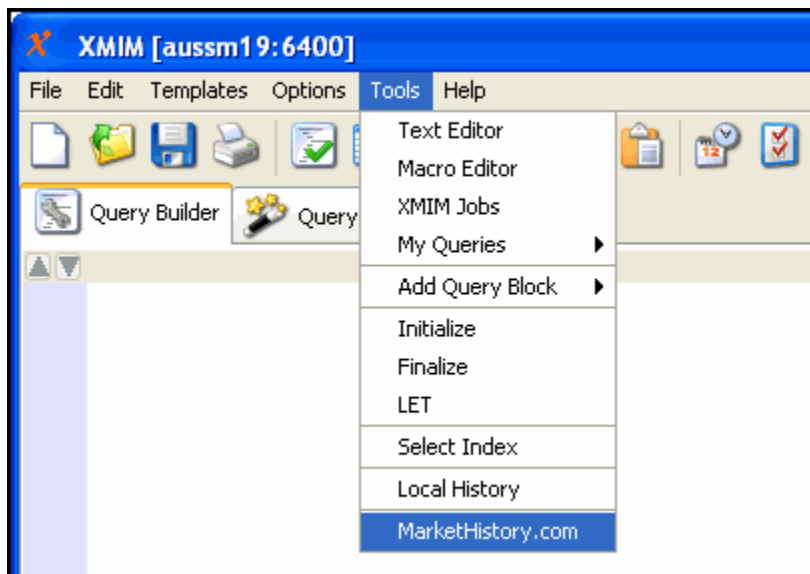 XMIM [aussm19:6400]
File Edit Templates Options Tools Help
12
Query Builder Query
Text Editor
Macro Editor
XMIM Jobs
My Queries
Add Query Block
Initialize
Finalize
LET
Select Index
Local History
MarketHistory.com